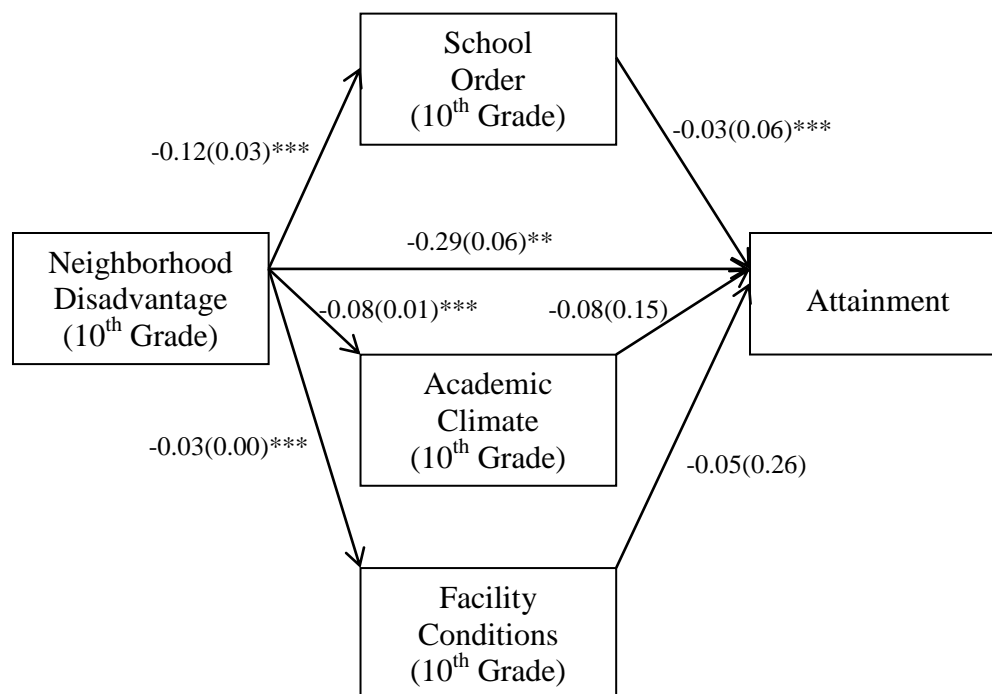 School
Order
(10th Grade)
-0.12(0.03)***
-0.03(0.06)***
-0.29(0.06)**
Neighborhood
Disadvantage
(10th Grade)
Attainment
-0.08(0.01)***
-0.08(0.15)
Academic
Climate
(10th Grade)
-0.03(0.00)***
-0.05(0.26)
Facility
Conditions
(10th Grade)